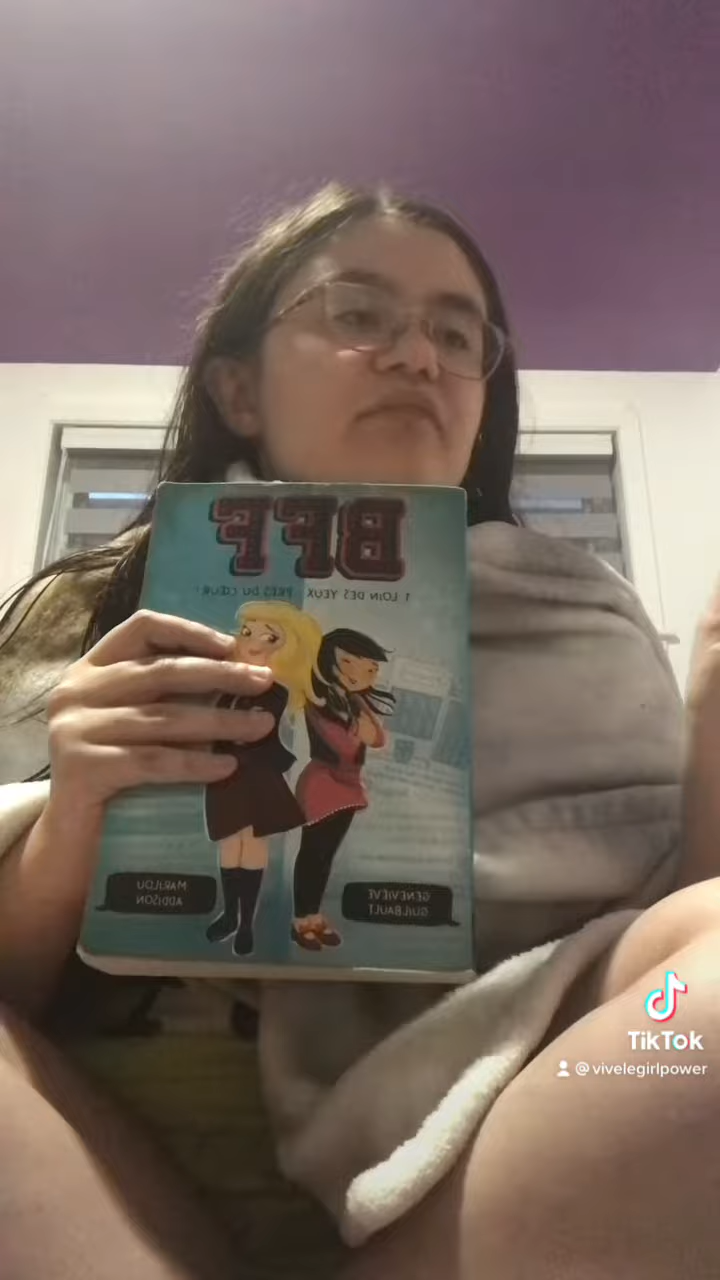 BFF
1 LOIN DES YEUX, PRÈS DU CŒUR!
MARILOU
ADDISON
GENEVIÈVE
GUILBAULT
TikTok
@vivelegirlpower